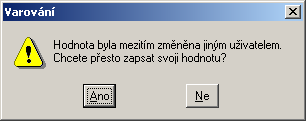 Varování
Hodnota byla mezitím změněna jiným uživatelem.
Chcete přesto zapsat svoji hodnotu?
Ano
Ne